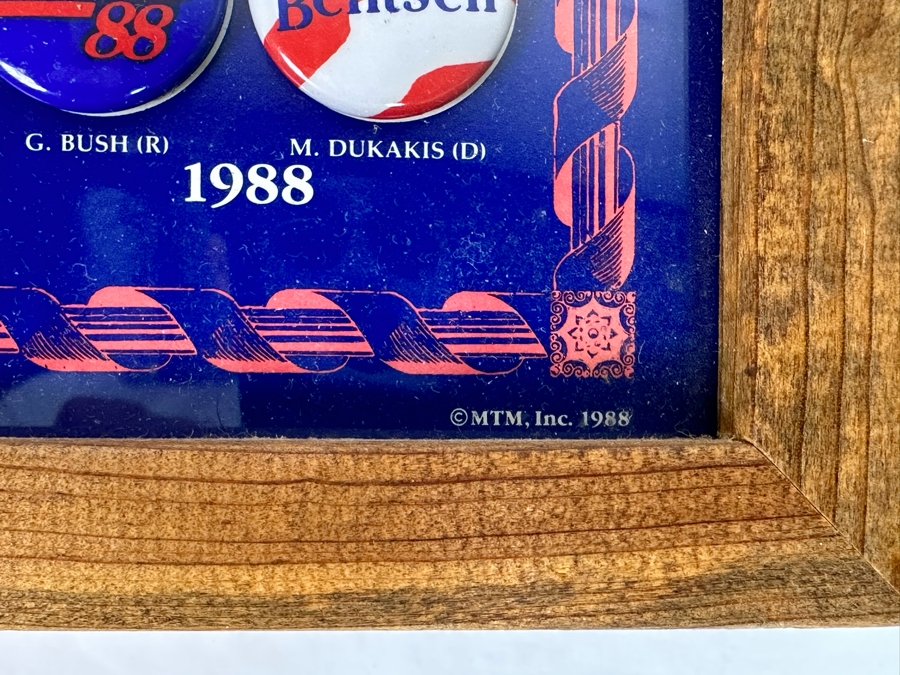 88
Bentsen
G. BUSH (R)
M. DUKAKIS (D)
1988
©MTM, Inc. 1988